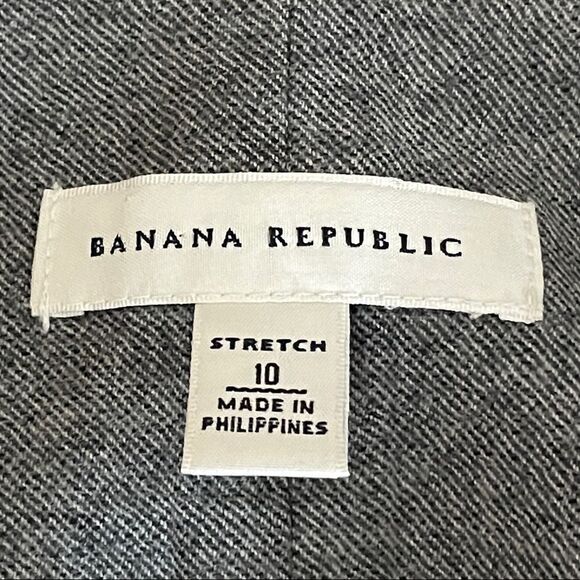 BANANA REPUBLIC
STRETCH
10
MADE IN
PHILIPPINES